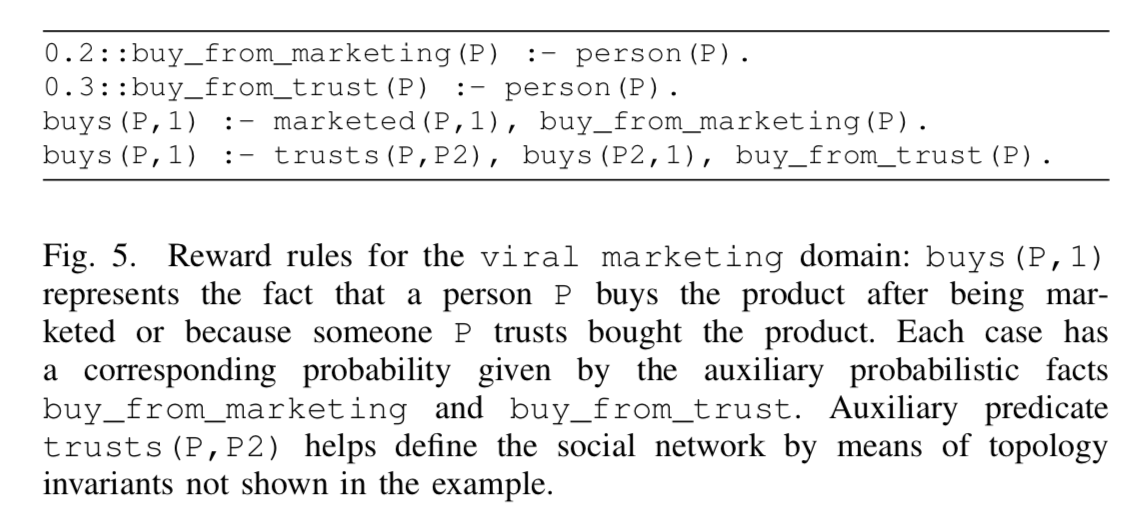 0.2::buy_from_marketing(P) :- person(P).
0.3::buy_from_trust(P) :- person(P).
buys(P,1) :- marketed(P,1), buy_from_marketing(P).
buys(P,1) :- trusts(P,P2), buys(P2,1), buy_from_trust(P).
Fig. 5. Reward rules for the viral marketing domain: buys(P,1)
represents the fact that a person P buys the product after being mar-
keted or because someone P trusts bought the product. Each case has
a corresponding probability given by the auxiliary probabilistic facts
buy_from_marketing and buy_from_trust. Auxiliary predicate
trusts(P,P2) helps define the social network by means of topology
invariants not shown in the example.